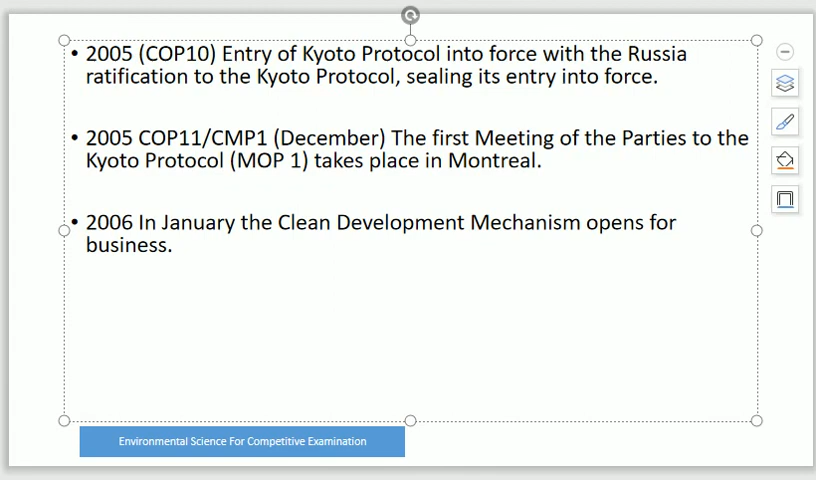 • 2005 (COP10) Entry of Kyoto Protocol into force with the Russia
ratification to the Kyoto Protocol, sealing its entry into force.
• 2005 COP11/CMP1 (December) The first Meeting of the Parties to the
Kyoto Protocol (MOP 1) takes place in Montreal.
• 2006 In January the Clean Development Mechanism opens for
business.
Environmental Science For Competitive Examination